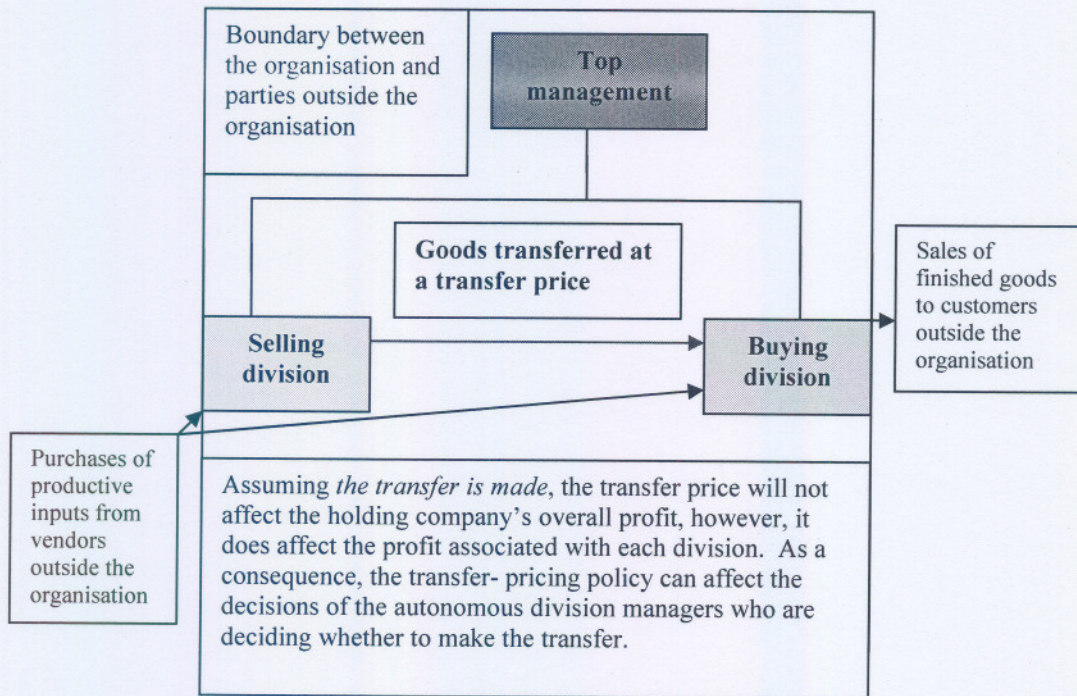 Boundary between
the organisation and
parties outside the
organisation
Top
management
Goods transferred at
a transfer price
Sales of
finished goods
to customers
outside the
organisation
Selling
division
Buying
division
Purchases of
productive
inputs from
vendors
outside the
organisation
Assuming the transfer is made, the transfer price will not
affect the holding company's overall profit, however, it
does affect the profit associated with each division. As a
consequence, the transfer- pricing policy can affect the
decisions of the autonomous division managers who are
deciding whether to make the transfer.